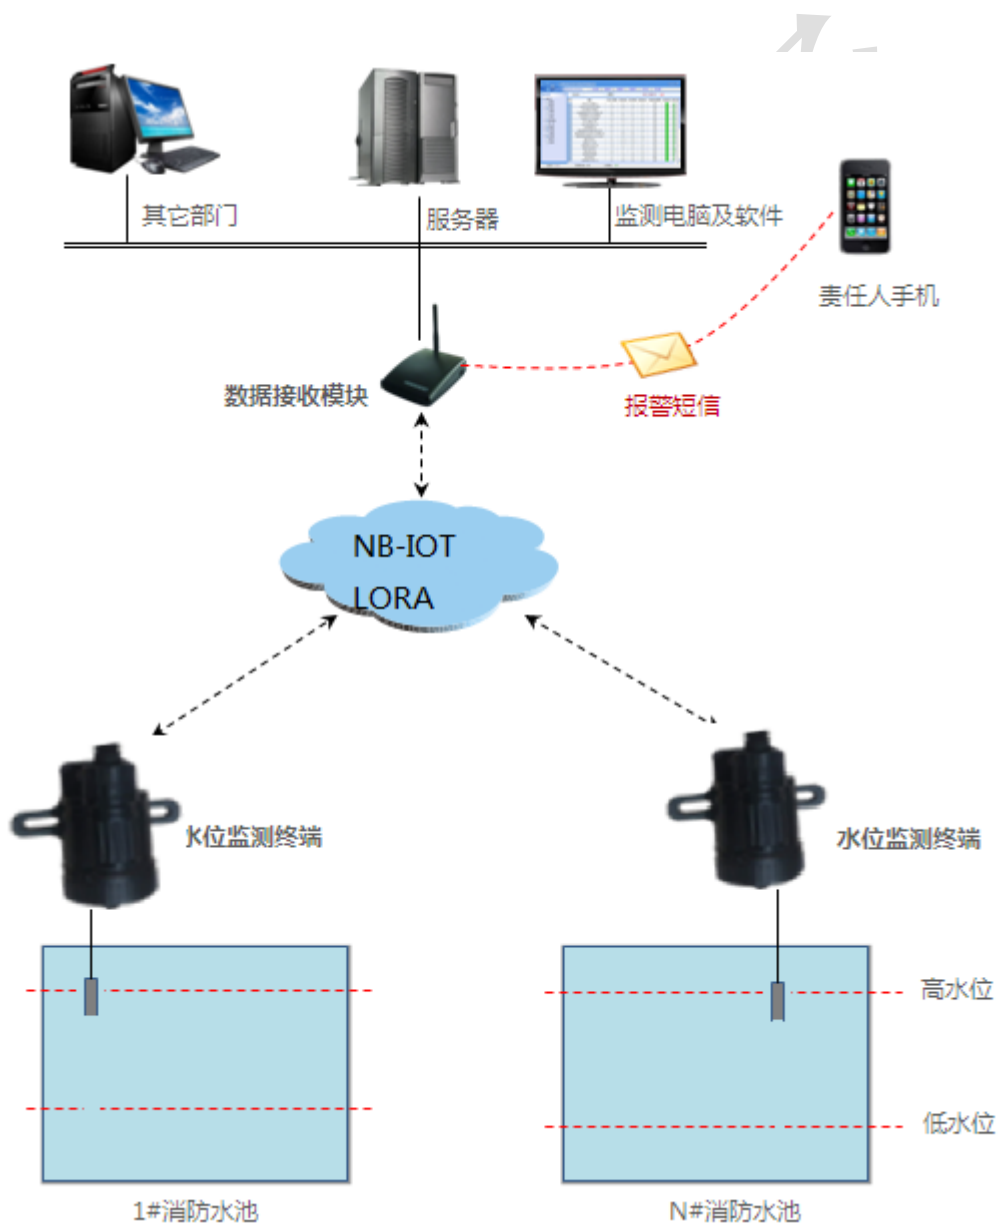 其它部门
服务器
监测电脑及软件
责任人手机
数据接收模块
报警短信
NB-IOT
LORA
水位监测终端
水位监测终端
高水位
低水位
1#消防水池
N#消防水池